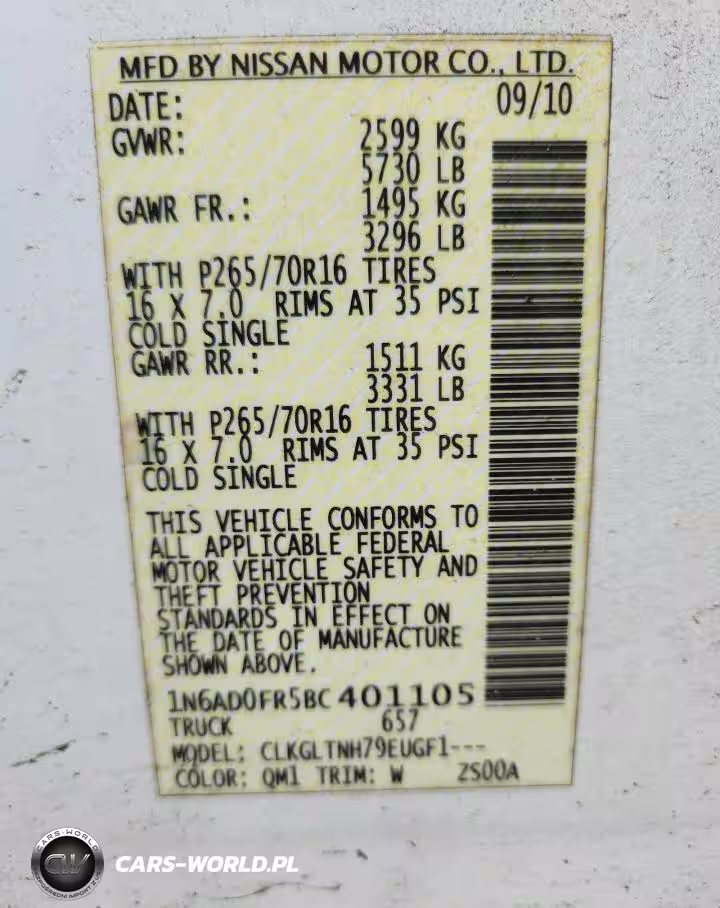 MFD BY NISSAN MOTOR CO., LTD.
DATE: 09/10
GVWR: 2599 KG
5730 LB
GAWR FR.: 1495 KG
3296 LB
WITH P265/70R16 TIRES
16 X 7.0 RIMS AT 35 PSI
COLD SINGLE
GAWR RR.: 1511 KG
3331 LB
WITH P265/70R16 TIRES
16 X 7.0 RIMS AT 35 PSI
COLD SINGLE
THIS VEHICLE CONFORMS TO
ALL APPLICABLE FEDERAL
MOTOR VEHICLE SAFETY AND
THEFT PREVENTION
STANDARDS IN EFFECT ON
THE DATE OF MANUFACTURE
SHOWN ABOVE.
1N6AD0FR5BC401105
TRUCK 657
MODEL: CLKGLTNH79EUGF1---
COLOR: QM1 TRIM: W ZS00A
CARS-WORLD
CW
CARS-WORLD.PL